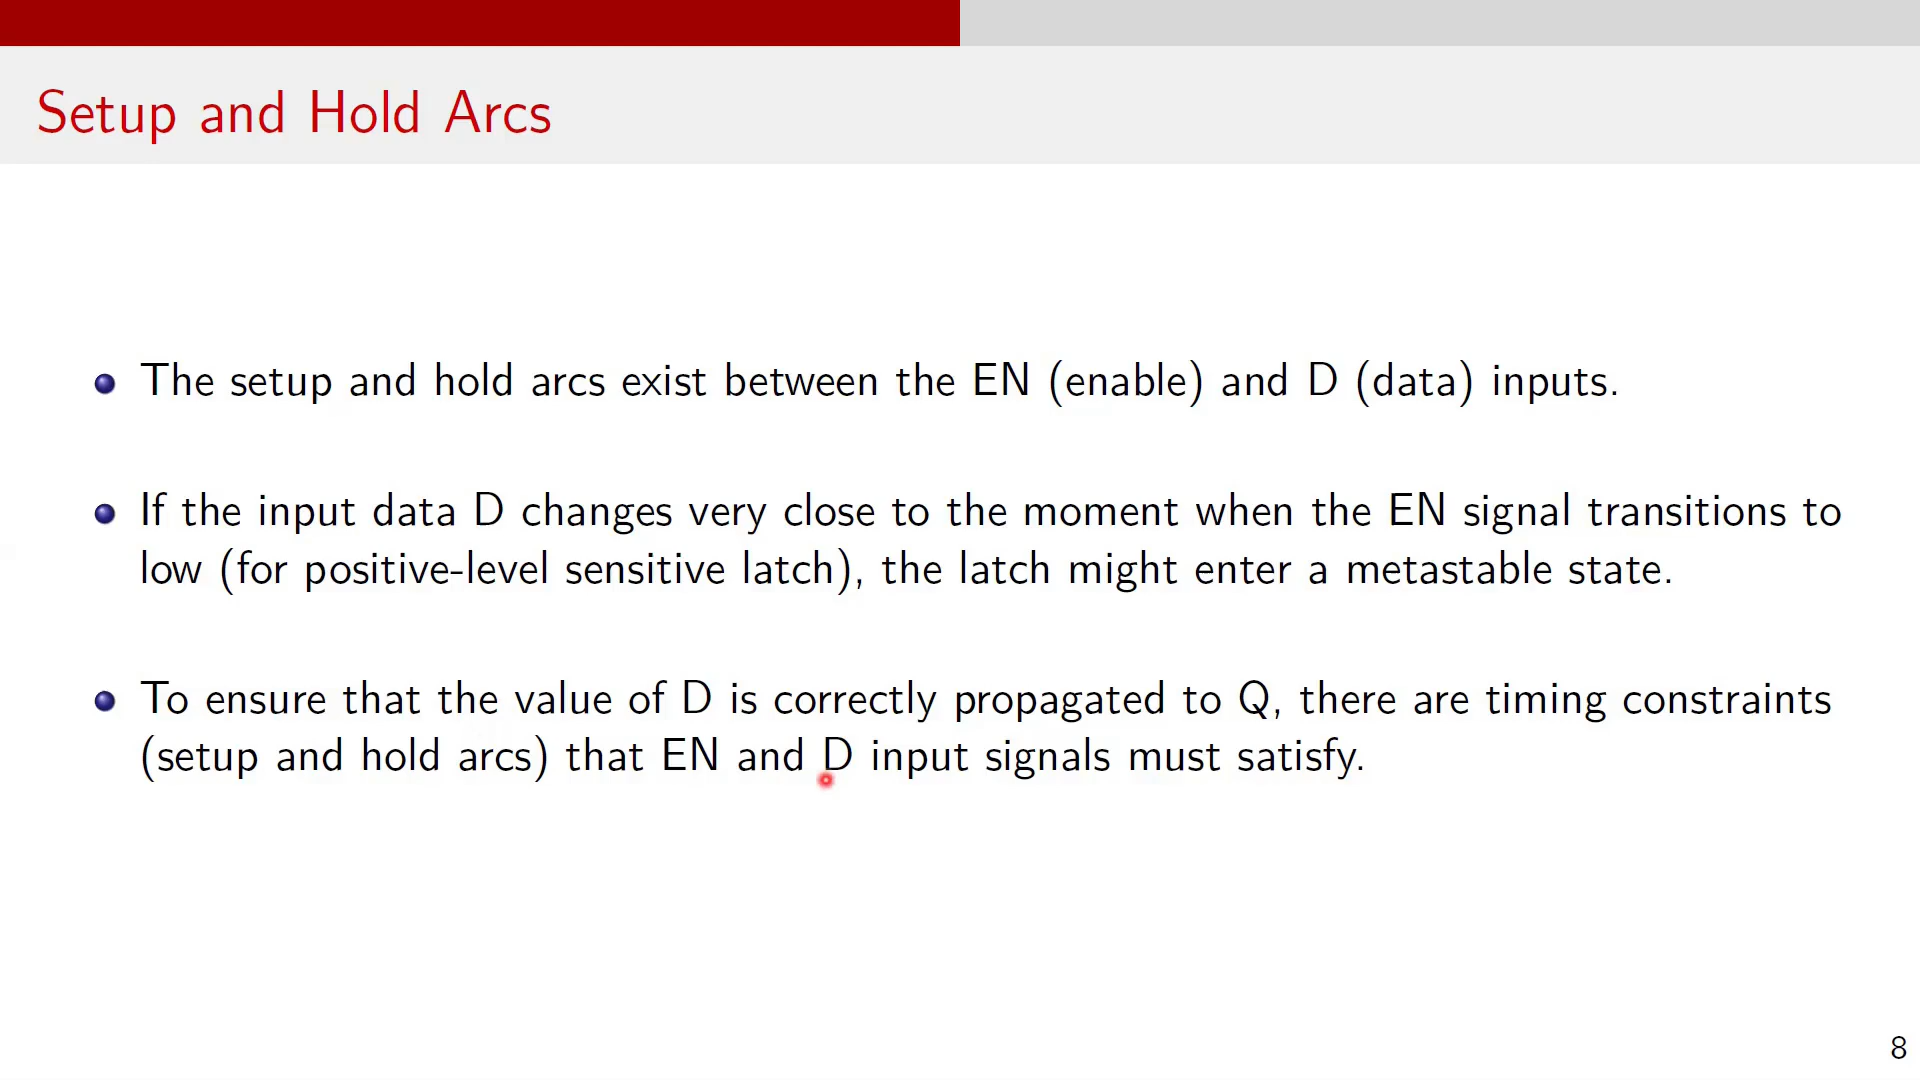 Setup and Hold Arcs
The setup and hold arcs exist between the EN (enable) and D (data) inputs.
If the input data D changes very close to the moment when the EN signal transitions to
low (for positive-level sensitive latch), the latch might enter a metastable state.
To ensure that the value of D is correctly propagated to Q, there are timing constraints
(setup and hold arcs) that EN and D input signals must satisfy.
8